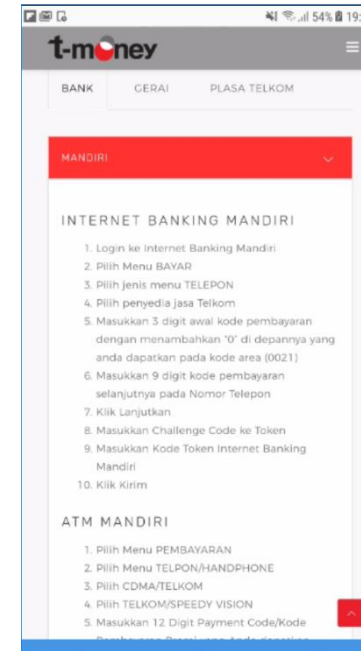 54% 19:
t-money
BANK GERAI PLASA TELKOM
MANDIRI
INTERNET BANKING MANDIRI
1. Login ke Internet Banking Mandiri
2. Pilih Menu BAYAR
3. Pilih jenis menu TELEPON
4. Pilih penyedia jasa Telkom
5. Masukkan 3 digit awal kode pembayaran
dengan menambahkan "0" di depannya yang
anda dapatkan pada kode area (0021)
6. Masukkan 9 digit kode pembayaran
selanjutnya pada Nomor Telepon
7. Klik Lanjutkan
8. Masukkan Challenge Code ke Token
9. Masukkan Kode Token Internet Banking
Mandiri
10. Klik Kirim
ATM MANDIRI
1. Pilih Menu PEMBAYARAN
2. Pilih Menu TELPON/HANDPHONE
3. Pilih CDMA/TELKOM
4. Pilih TELKOM/SPEEDY VISION
5. Masukkan 12 Digit Payment Code/Kode